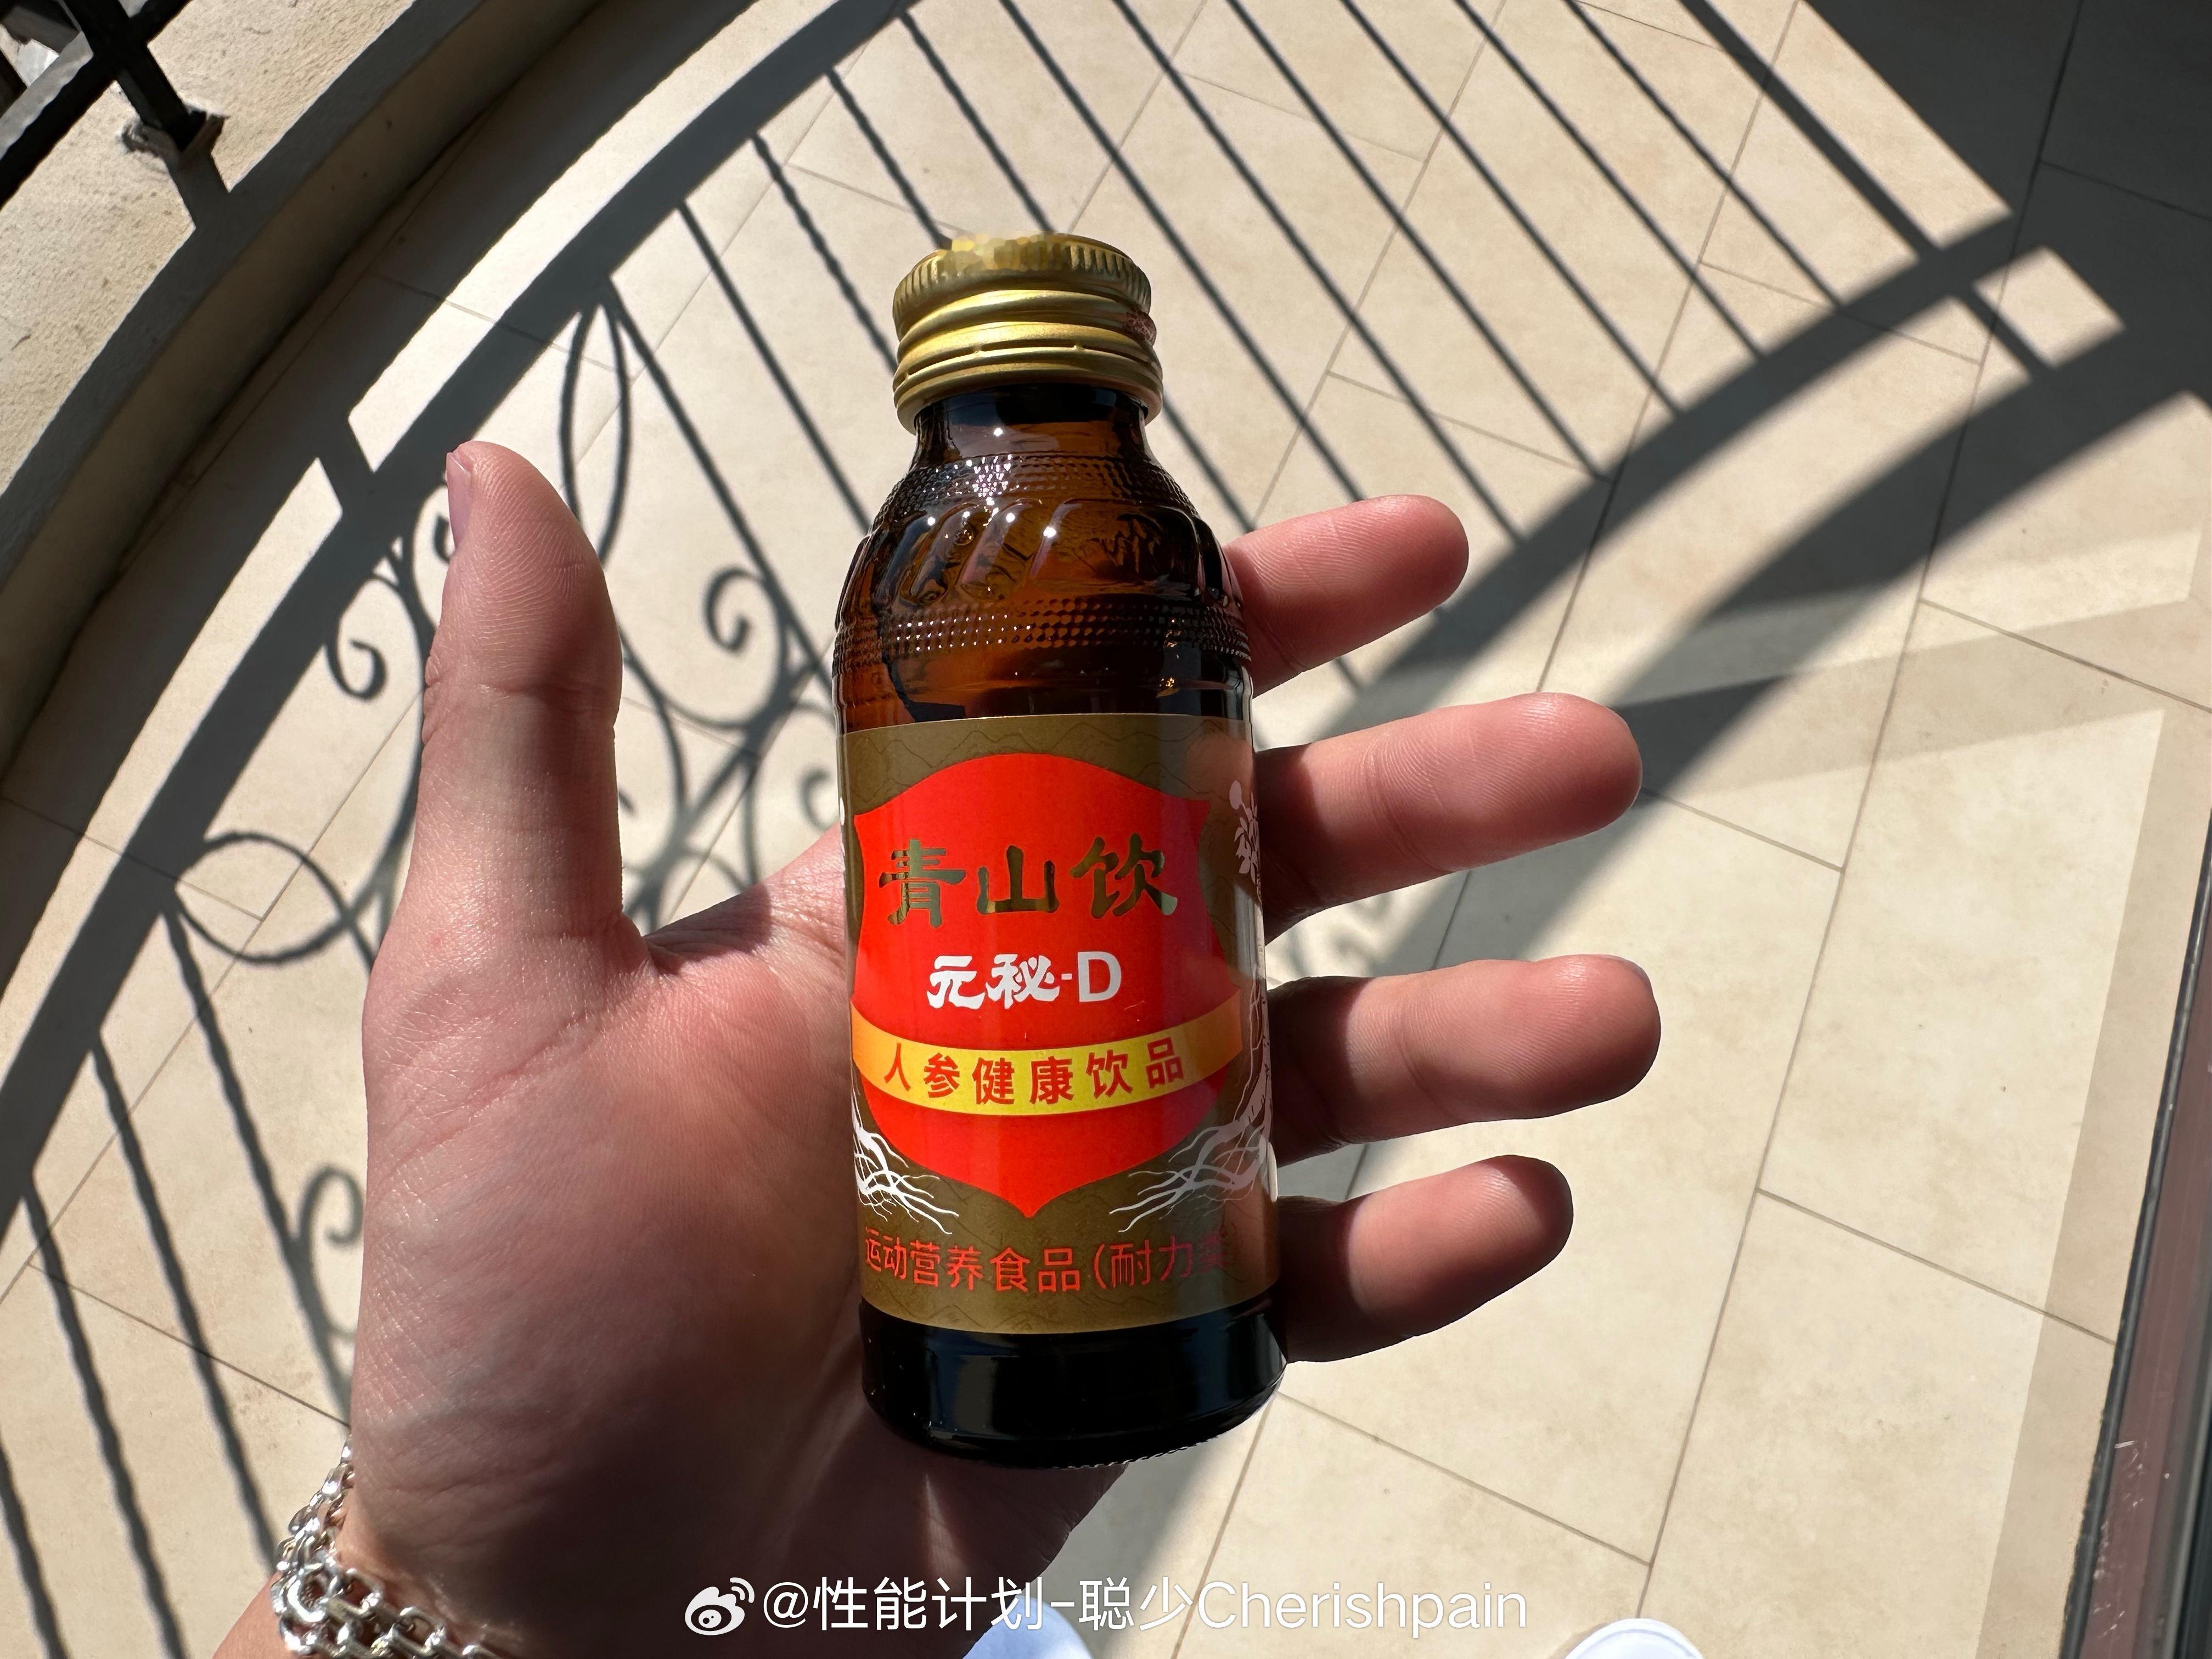 青山饮
元秘-D
人参健康饮品
运动营养食品(耐力
@性能计划-聪少Cherishpain